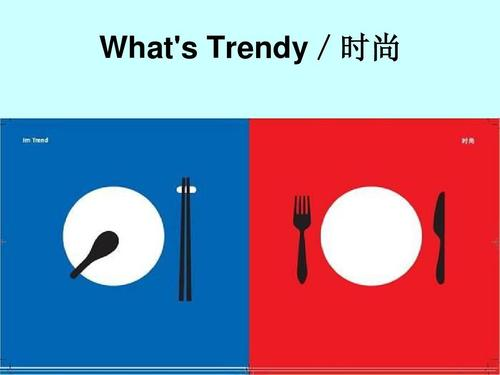 What's Trendy / 时尚
Im Trend
时尚